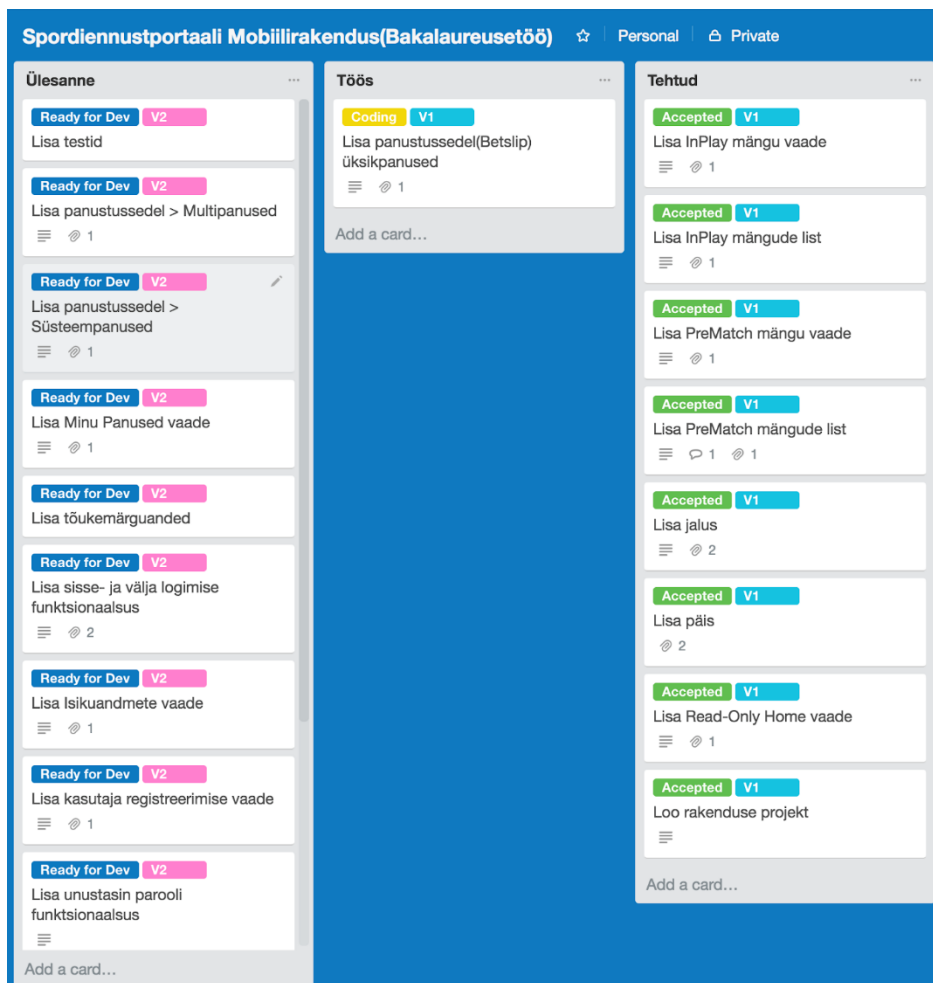 Spordiennustportaali Mobiilirakendus(Bakalaureusetöö) Personal Private
Ülesanne
Ready for Dev V2
Lisa testid
Ready for Dev V2
Lisa panustussedel > Multipanused
1
Ready for Dev V2
Lisa panustussedel >
Süsteempanused
1
Ready for Dev V2
Lisa Minu Panused vaade
1
Ready for Dev V2
Lisa tõukemärguanded
Ready for Dev V2
Lisa sisse- ja välja logimise
funktsionaalsus
2
Ready for Dev V2
Lisa Isikuandmete vaade
1
Ready for Dev V2
Lisa kasutaja registreerimise vaade
1
Ready for Dev V2
Lisa unustasin parooli
funktsionaalsus
Add a card...
Töös
Coding V1
Lisa panustussedel(Betslip)
üksikpanused
1
Add a card...
Tehtud
Accepted V1
Lisa InPlay mängu vaade
1
Accepted V1
Lisa InPlay mängude list
1
Accepted V1
Lisa PreMatch mängu vaade
1
Accepted V1
Lisa PreMatch mängude list
1 1
Accepted V1
Lisa jalus
2
Accepted V1
Lisa päis
2
Accepted V1
Lisa Read-Only Home vaade
1
Accepted V1
Loo rakenduse projekt
Add a card...